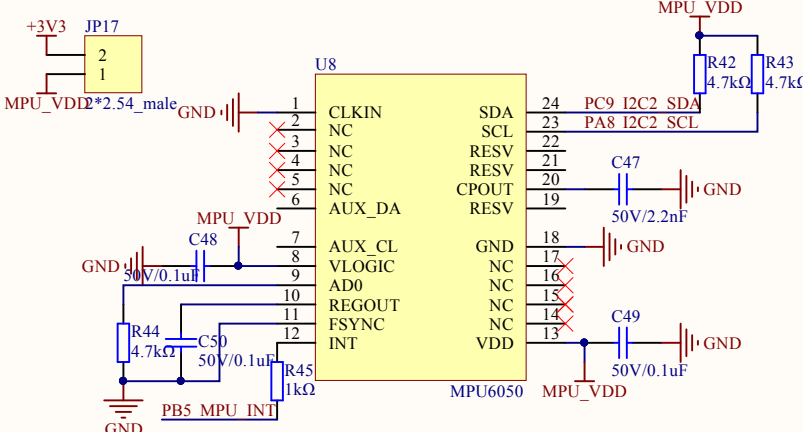 MPU_VDD
+3V3
JP17
2
1
MPU_VDD
2*2.54_male
R42
4.7kΩ
R43
4.7kΩ
U8
GND
1
CLKIN
2
NC
3
NC
4
NC
5
NC
6
AUX_DA
7
AUX_CL
8
VLOGIC
9
AD0
10
REGOUT
11
FSYNC
12
INT
SDA
24
PC9_I2C2_SDA
SCL
23
PA8_I2C2_SCL
RESV
22
RESV
21
CPOUT
20
RESV
19
GND
18
NC
17
NC
16
NC
15
NC
14
VDD
13
C47
50V/2.2nF
GND
GND
MPU_VDD
C48
50V/0.1uF
GND
R44
4.7kΩ
C50
50V/0.1uF
R45
1kΩ
PB5_MPU_INT
GND
MPU6050
C49
50V/0.1uF
GND
MPU_VDD